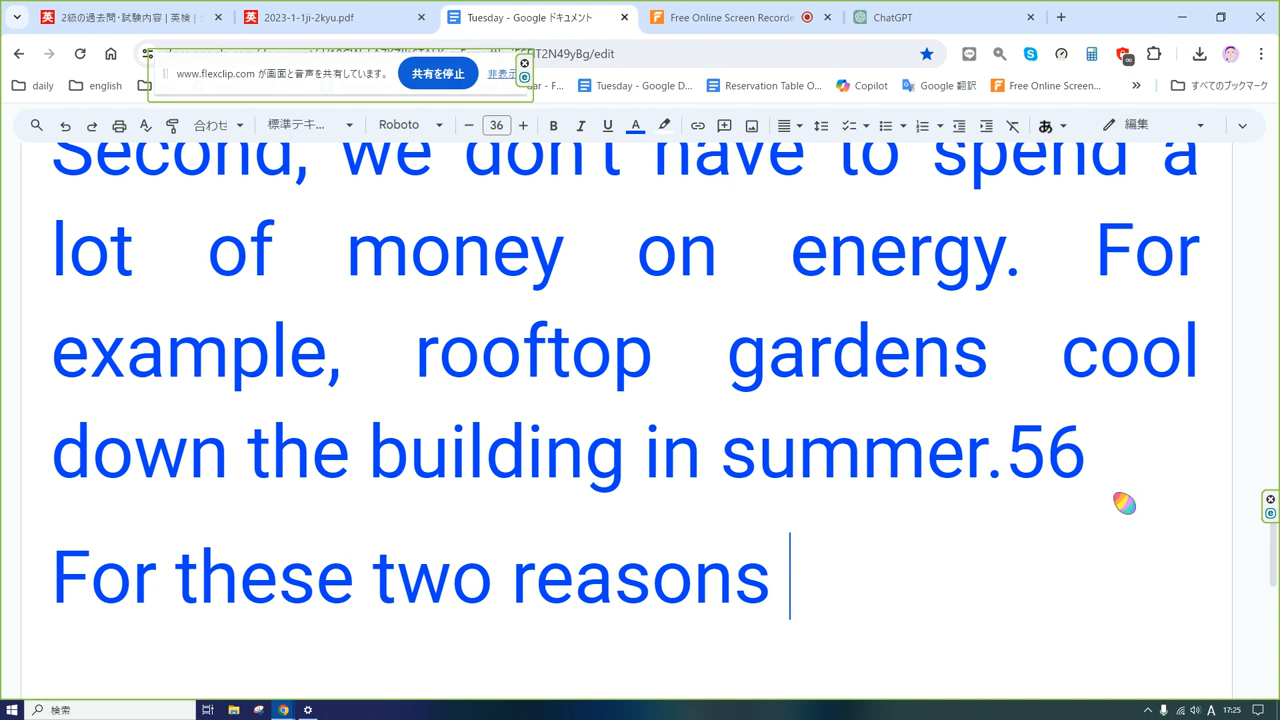 2級の過去問・試験内容 | 英検
2023-1-1ji-2kyu.pdf
Tuesday - Google ドキュメント
Free Online Screen Recorde
ChatGPT
/edit
www.flexclip.com が画面と音声を共有しています。
共有を停止
非表示
daily
english
Tuesday - Google D...
Reservation Table O...
Copilot
Google 翻訳
Free Online Screen...
すべてのブックマーク
合わせ
標準テキ...
Roboto
36
B I U A
あ
編集
Second, we don't have to spend a
lot of money on energy. For
example, rooftop gardens cool
down the building in summer.56
For these two reasons
検索
A
17:25